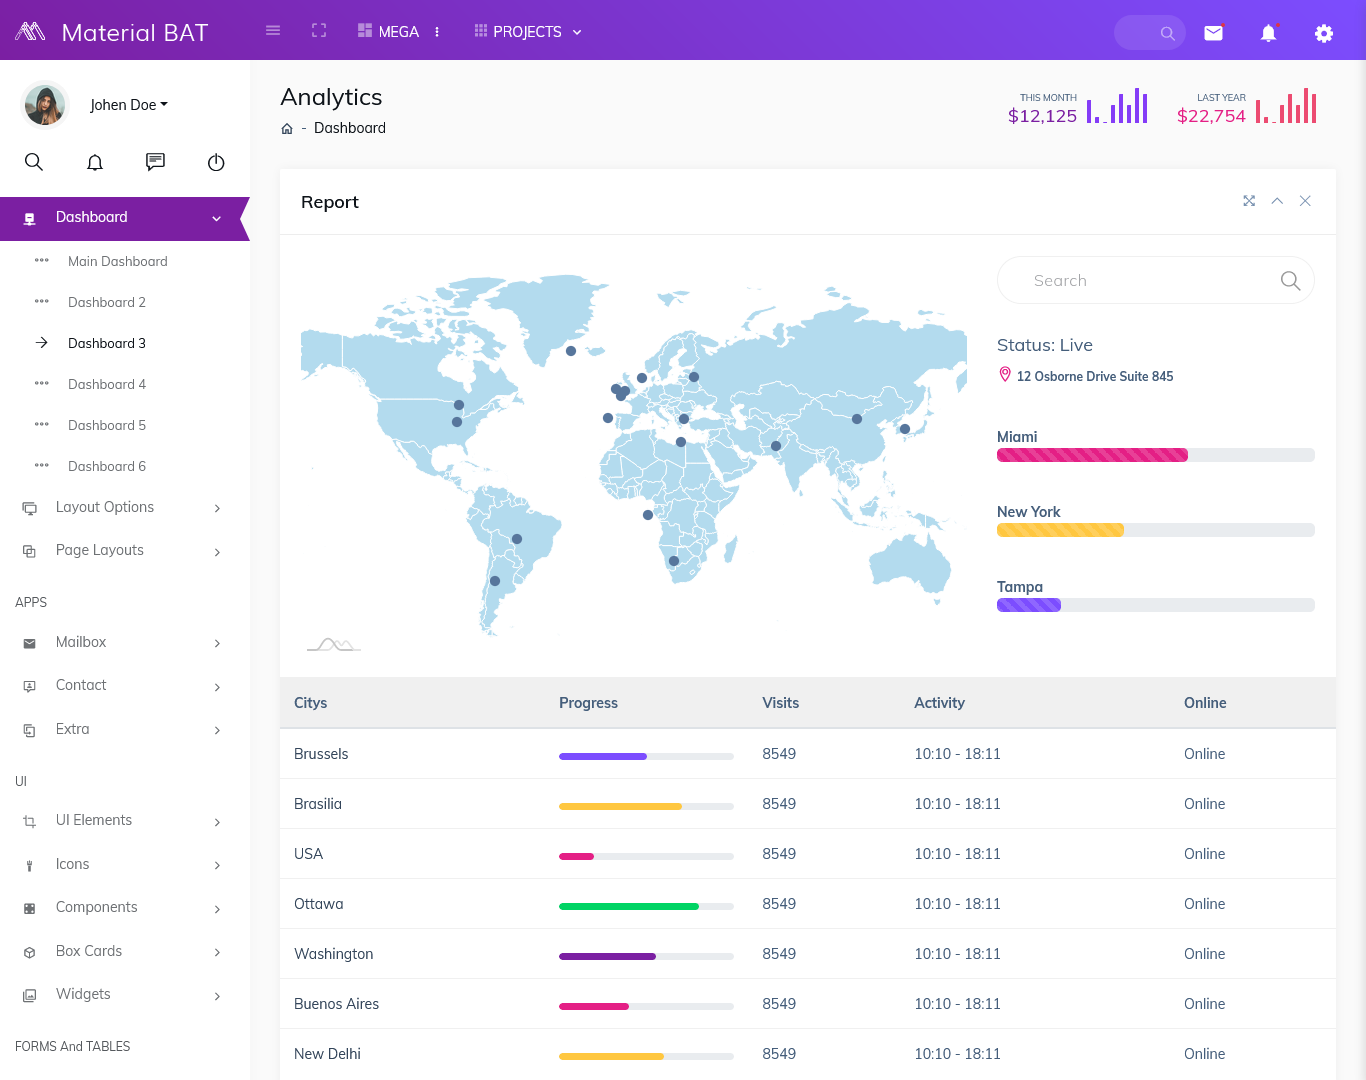 Material BAT
MEGA
PROJECTS
Johen Doe
Dashboard
Main Dashboard
Dashboard 2
Dashboard 3
Dashboard 4
Dashboard 5
Dashboard 6
Layout Options
Page Layouts
APPS
Mailbox
Contact
Extra
UI
UI Elements
Icons
Components
Box Cards
Widgets
FORMS And TABLES
Analytics
- Dashboard
THIS MONTH
$12,125
LAST YEAR
$22,754
Report
Search
Status: Live
12 Osborne Drive Suite 845
Miami
New York
Tampa
Citys Progress Visits Activity Online
Brussels 8549 10:10 - 18:11 Online
Brasilia 8549 10:10 - 18:11 Online
USA 8549 10:10 - 18:11 Online
Ottawa 8549 10:10 - 18:11 Online
Washington 8549 10:10 - 18:11 Online
Buenos Aires 8549 10:10 - 18:11 Online
New Delhi 8549 10:10 - 18:11 Online